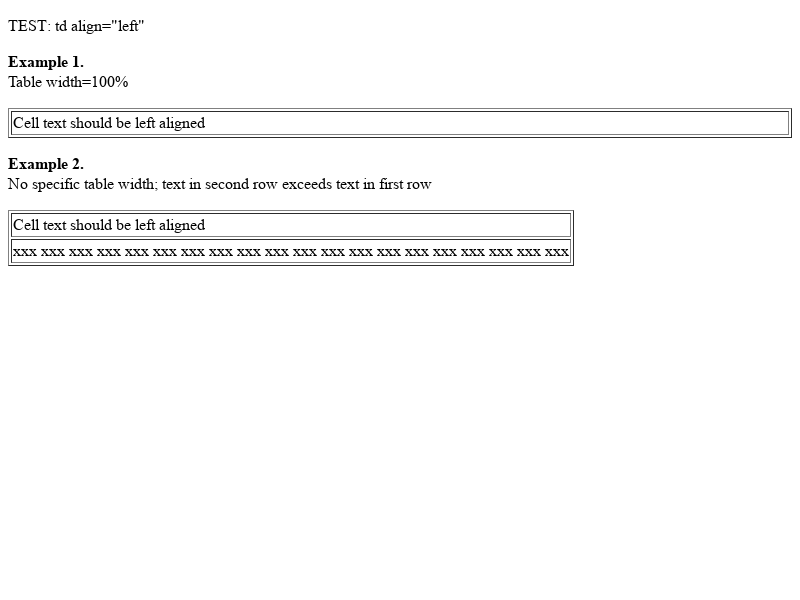 TEST: td align="left"
Example 1.
Table width=100%
Cell text should be left aligned
Example 2.
No specific table width; text in second row exceeds text in first row
Cell text should be left aligned
xxx xxx xxx xxx xxx xxx xxx xxx xxx xxx xxx xxx xxx xxx xxx xxx xxx xxx xxx xxx